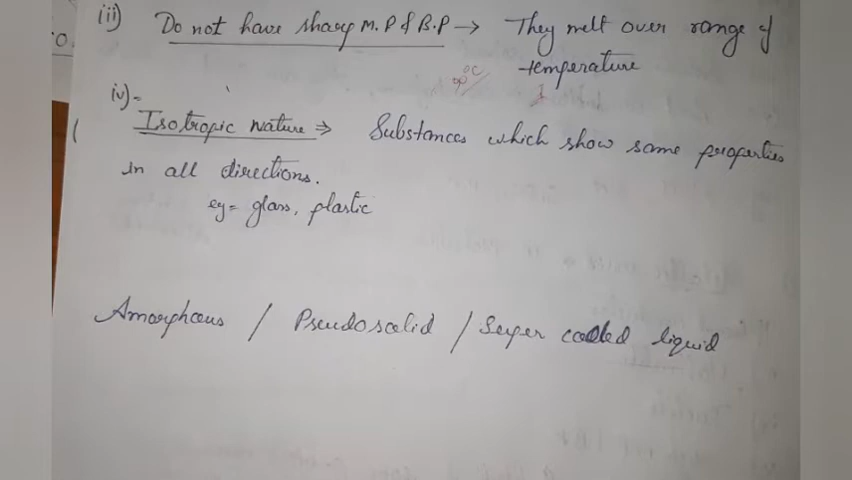 iii) Do not have sharp M.P & B.P → They melt over range of
temperature
iv) =
Isotropic nature ⇒ Substances which show same properties
in all directions.
eg = glass, plastic
Amorphous / Pseudosolid / Super cooled liquid